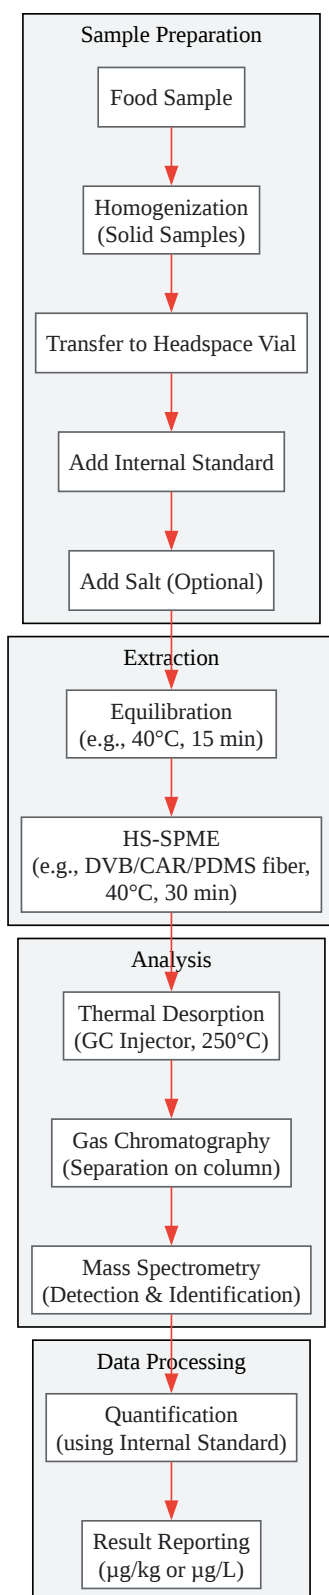 Sample Preparation
Food Sample
Homogenization
(Solid Samples)
Transfer to Headspace Vial
Add Internal Standard
Add Salt (Optional)
Extraction
Equilibration
(e.g., 40°C, 15 min)
HS-SPME
(e.g., DVB/CAR/PDMS fiber,
40°C, 30 min)
Analysis
Thermal Desorption
(GC Injector, 250°C)
Gas Chromatography
(Separation on column)
Mass Spectrometry
(Detection & Identification)
Data Processing
Quantification
(using Internal Standard)
Result Reporting
(µg/kg or µg/L)